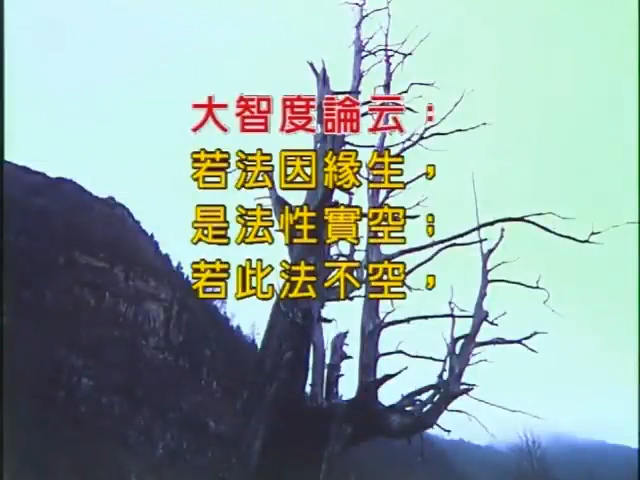 大智度論云：
若法因緣生，
是法性實空；
若此法不空，